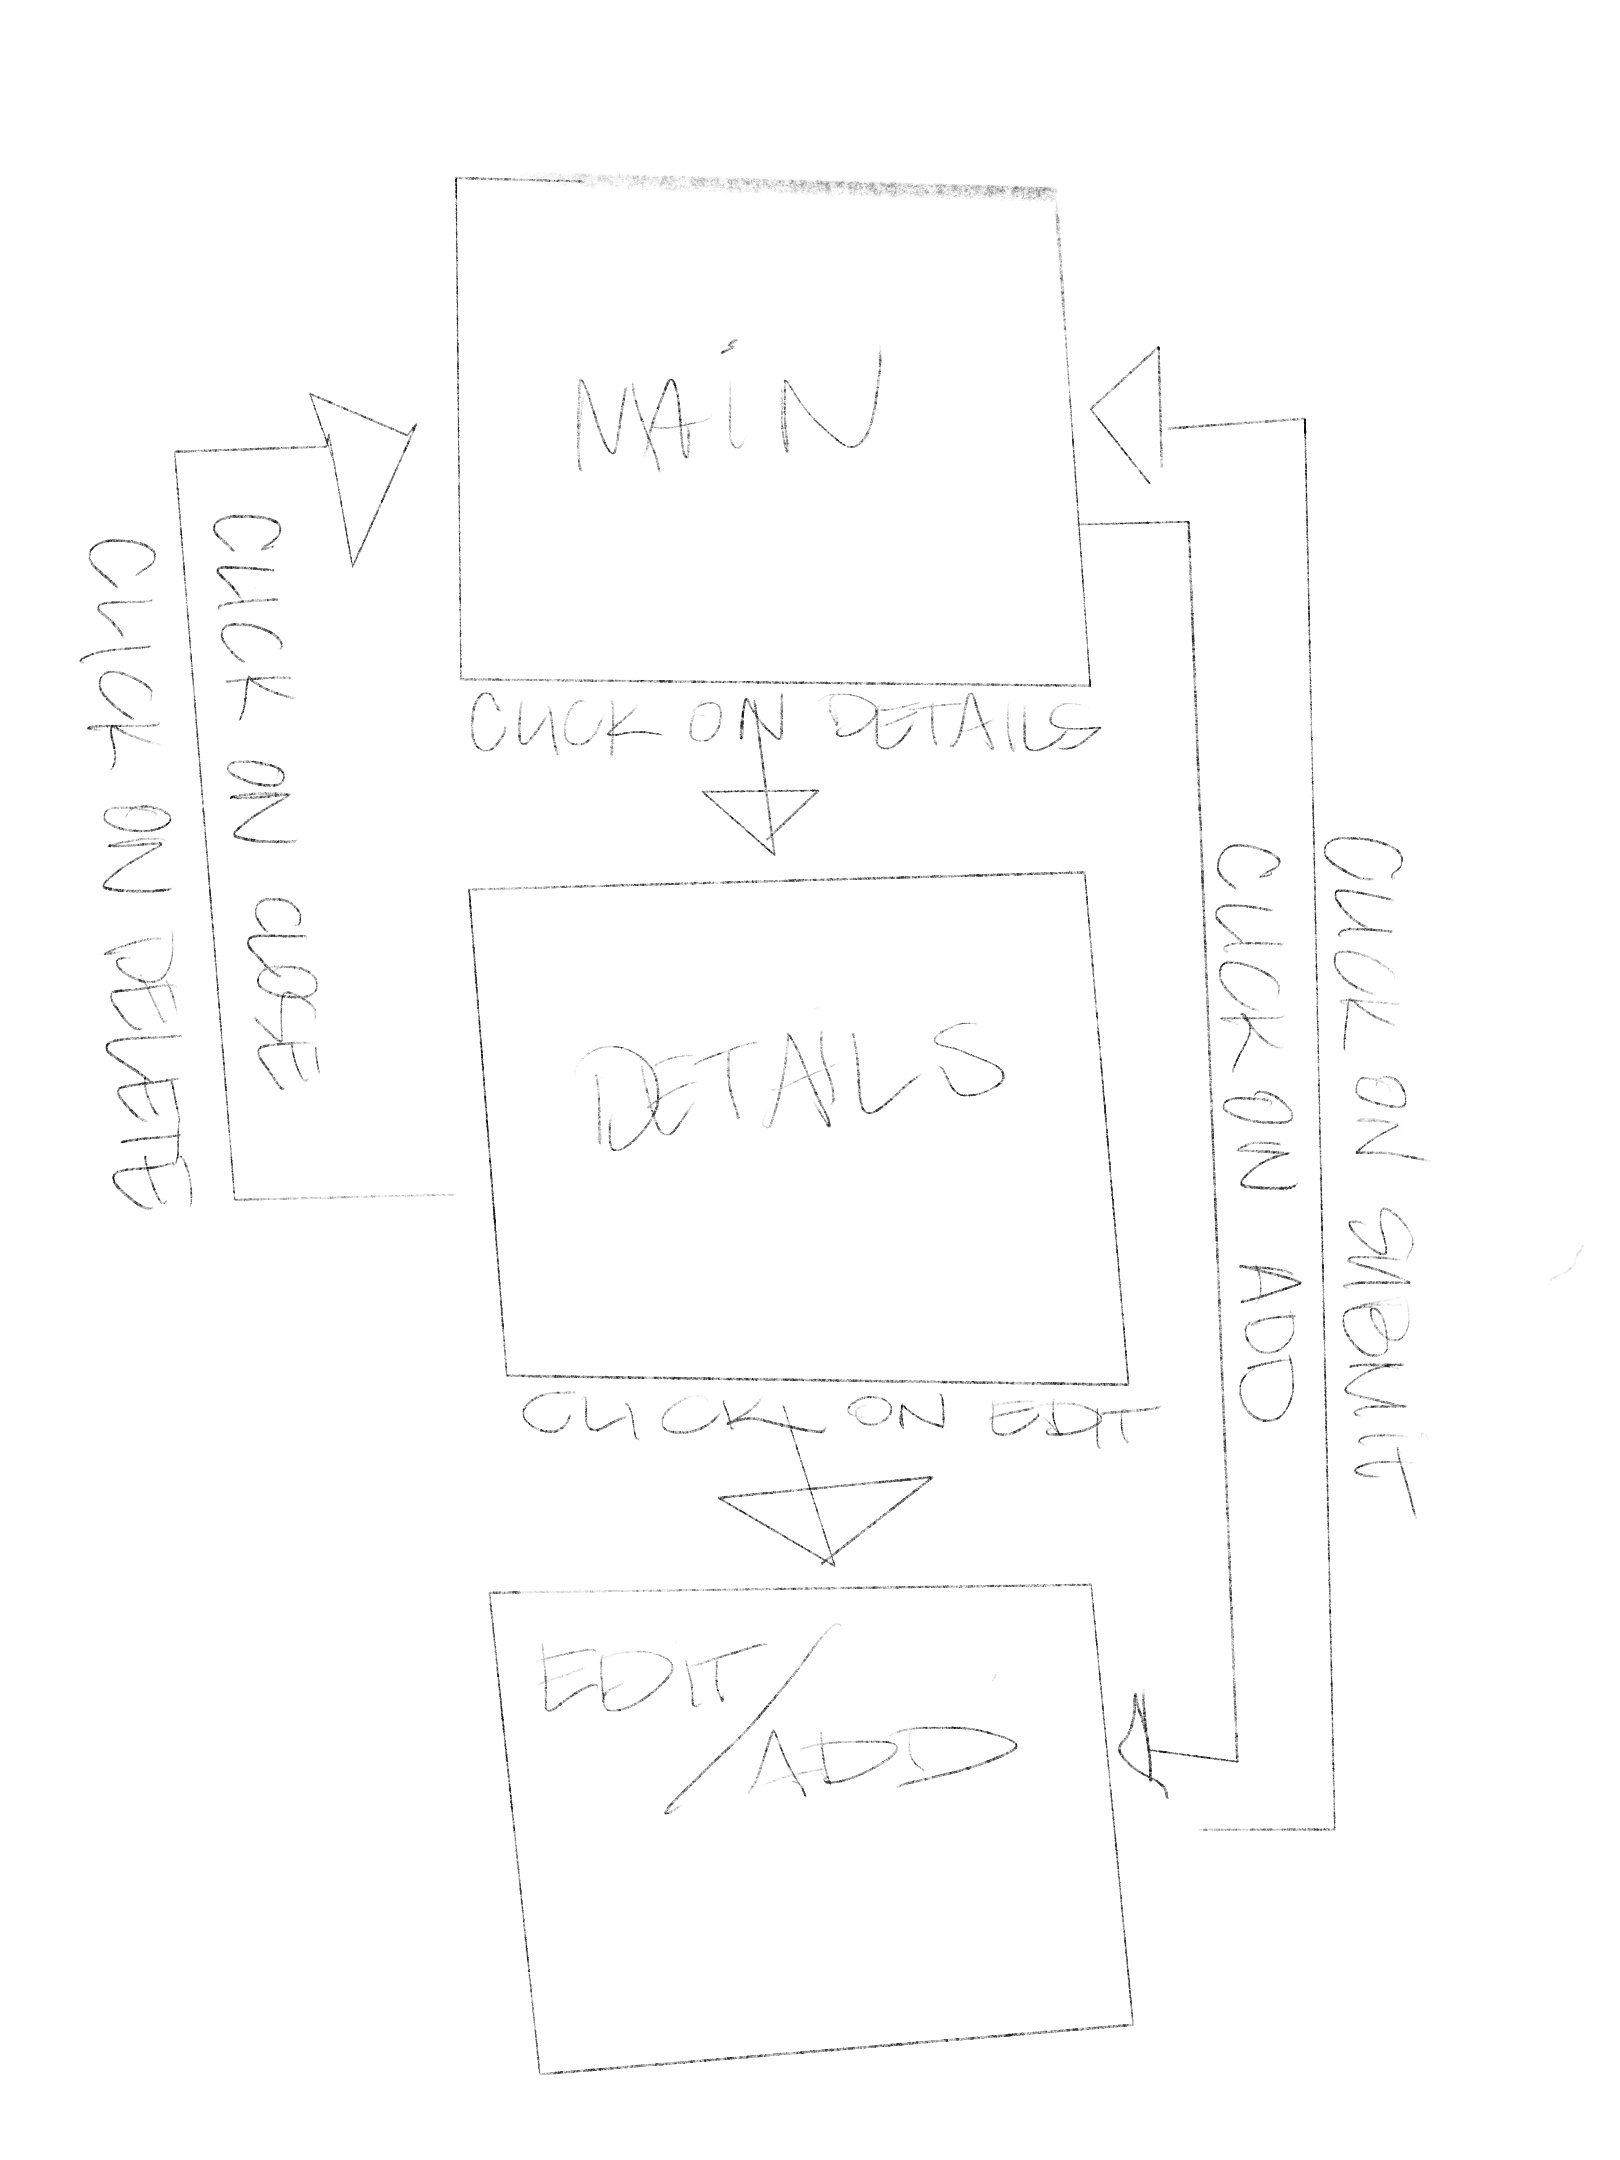 MAiN
CLICK ON DETAILS
CLICK ON DELETE
CLICK ON CLOSE
DETAILS
CLICK ON ADD
CLICK ON SUBMIT
CLICK ON EDIT
EDIT/
ADD